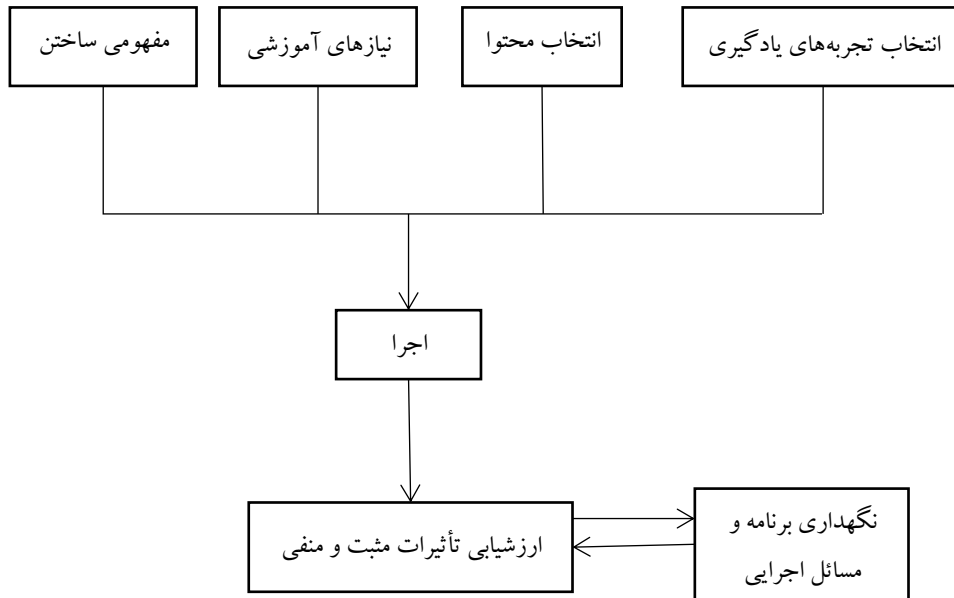 انتخاب تجربه‌های یادگیری
انتخاب محتوا
نیازهای آموزشی
مفهومی ساختن
اجرا
ارزشیابی تأثیرات مثبت و منفی
نگهداری برنامه و
مسائل اجرایی